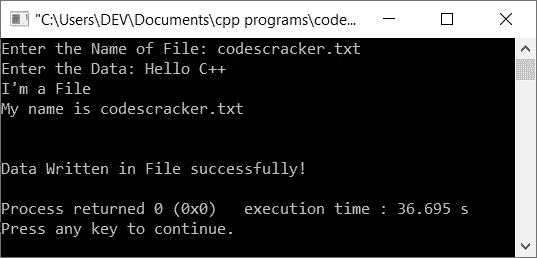 "C:\Users\DEV\Documents\cpp programs\code...
Enter the Name of File: codescracker.txt
Enter the Data: Hello C++
I'm a File
My name is codescracker.txt
Data Written in File successfully!
Process returned 0 (0x0)   execution time : 36.695 s
Press any key to continue.